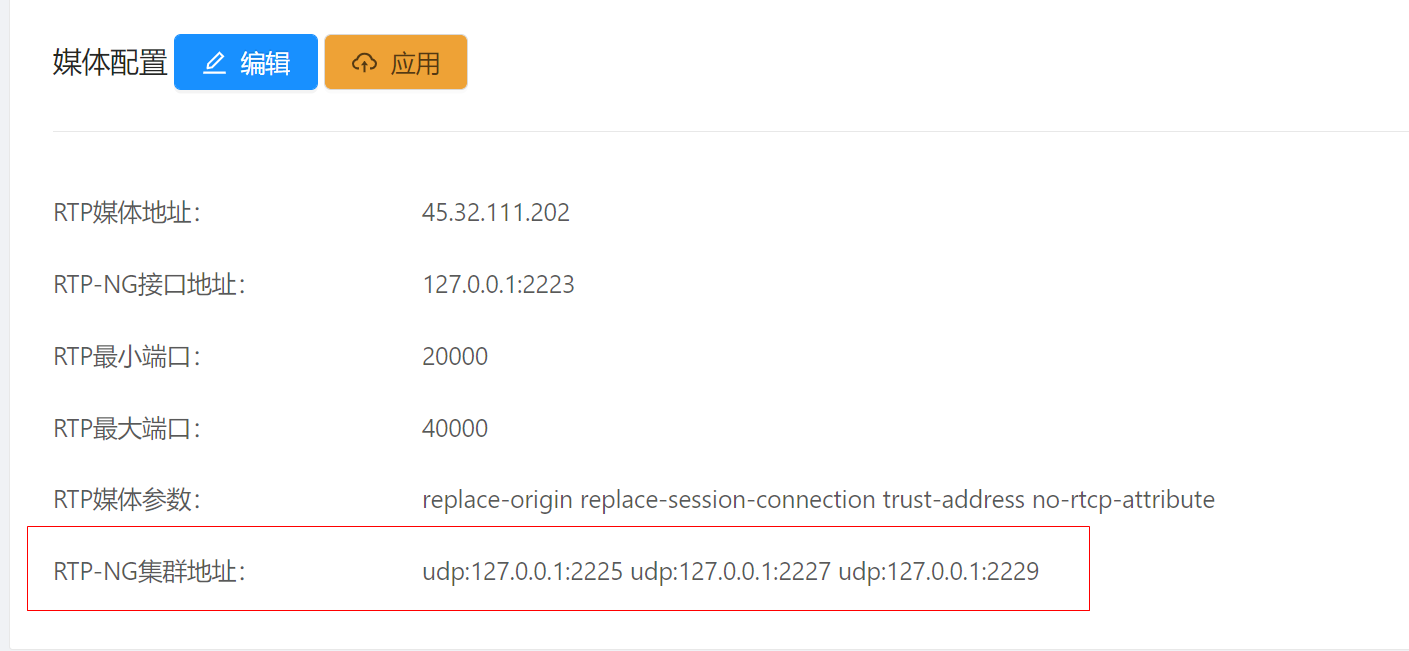 媒体配置 编辑 应用
RTP媒体地址： 45.32.111.202
RTP-NG接口地址： 127.0.0.1:2223
RTP最小端口： 20000
RTP最大端口： 40000
RTP媒体参数： replace-origin replace-session-connection trust-address no-rtcp-attribute
RTP-NG集群地址： udp:127.0.0.1:2225 udp:127.0.0.1:2227 udp:127.0.0.1:2229